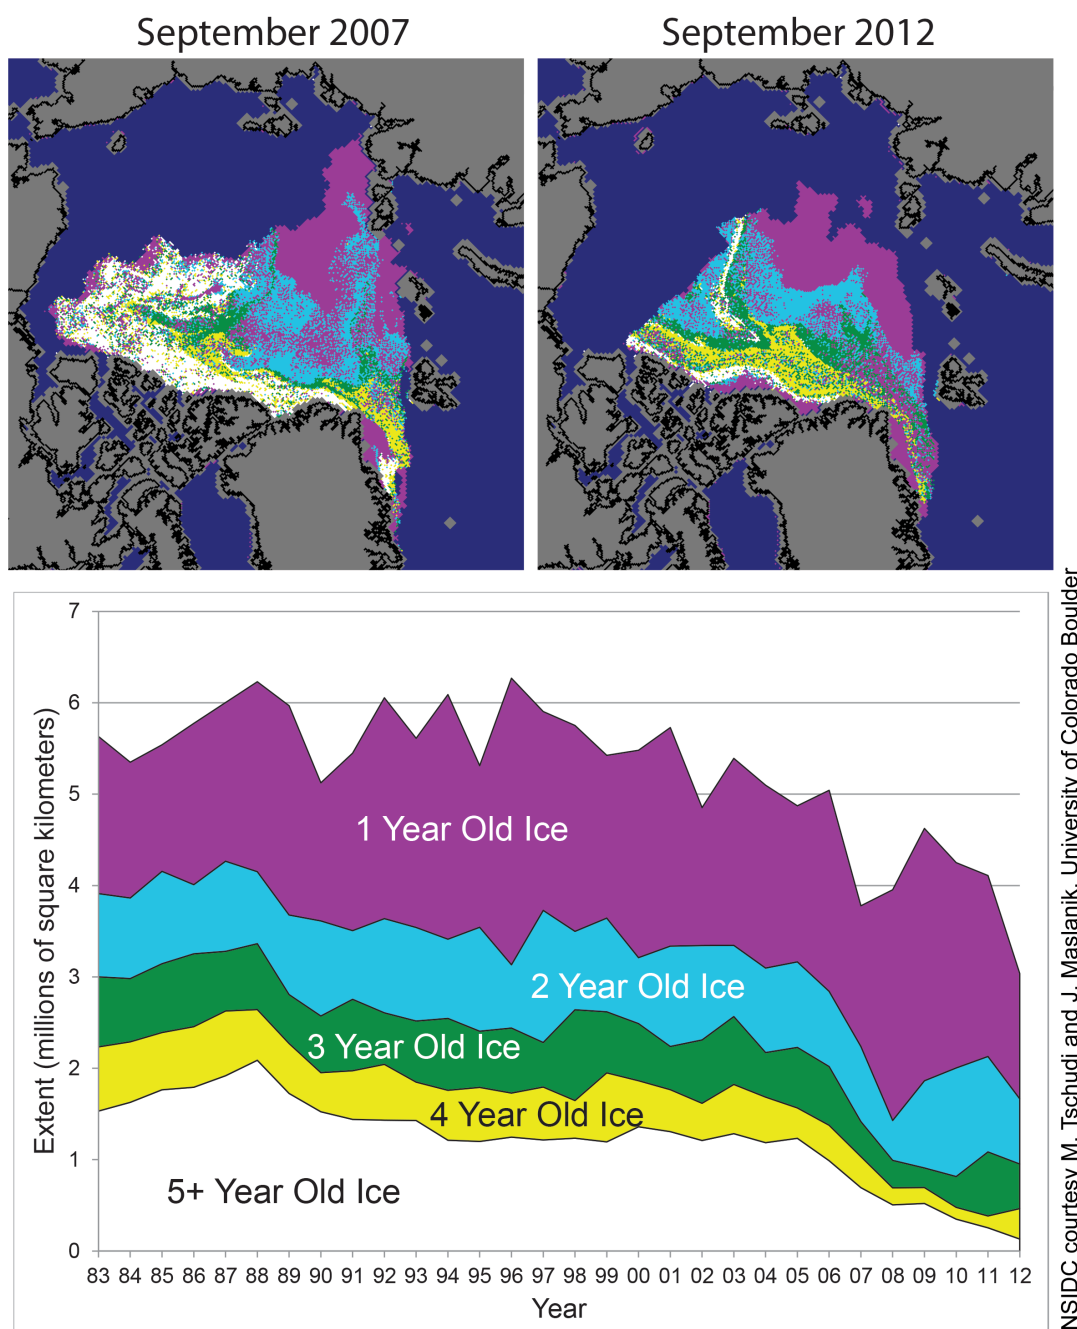 September 2007
September 2012
7
6
5
4
3
2
1
0
Extent (millions of square kilometers)
1 Year Old Ice
2 Year Old Ice
3 Year Old Ice
4 Year Old Ice
5+ Year Old Ice
83 84 85 86 87 88 89 90 91 92 93 94 95 96 97 98 99 00 01 02 03 04 05 06 07 08 09 10 11 12
Year
NSIDC courtesy M. Tschudi and J. Maslanik, University of Colorado Boulder